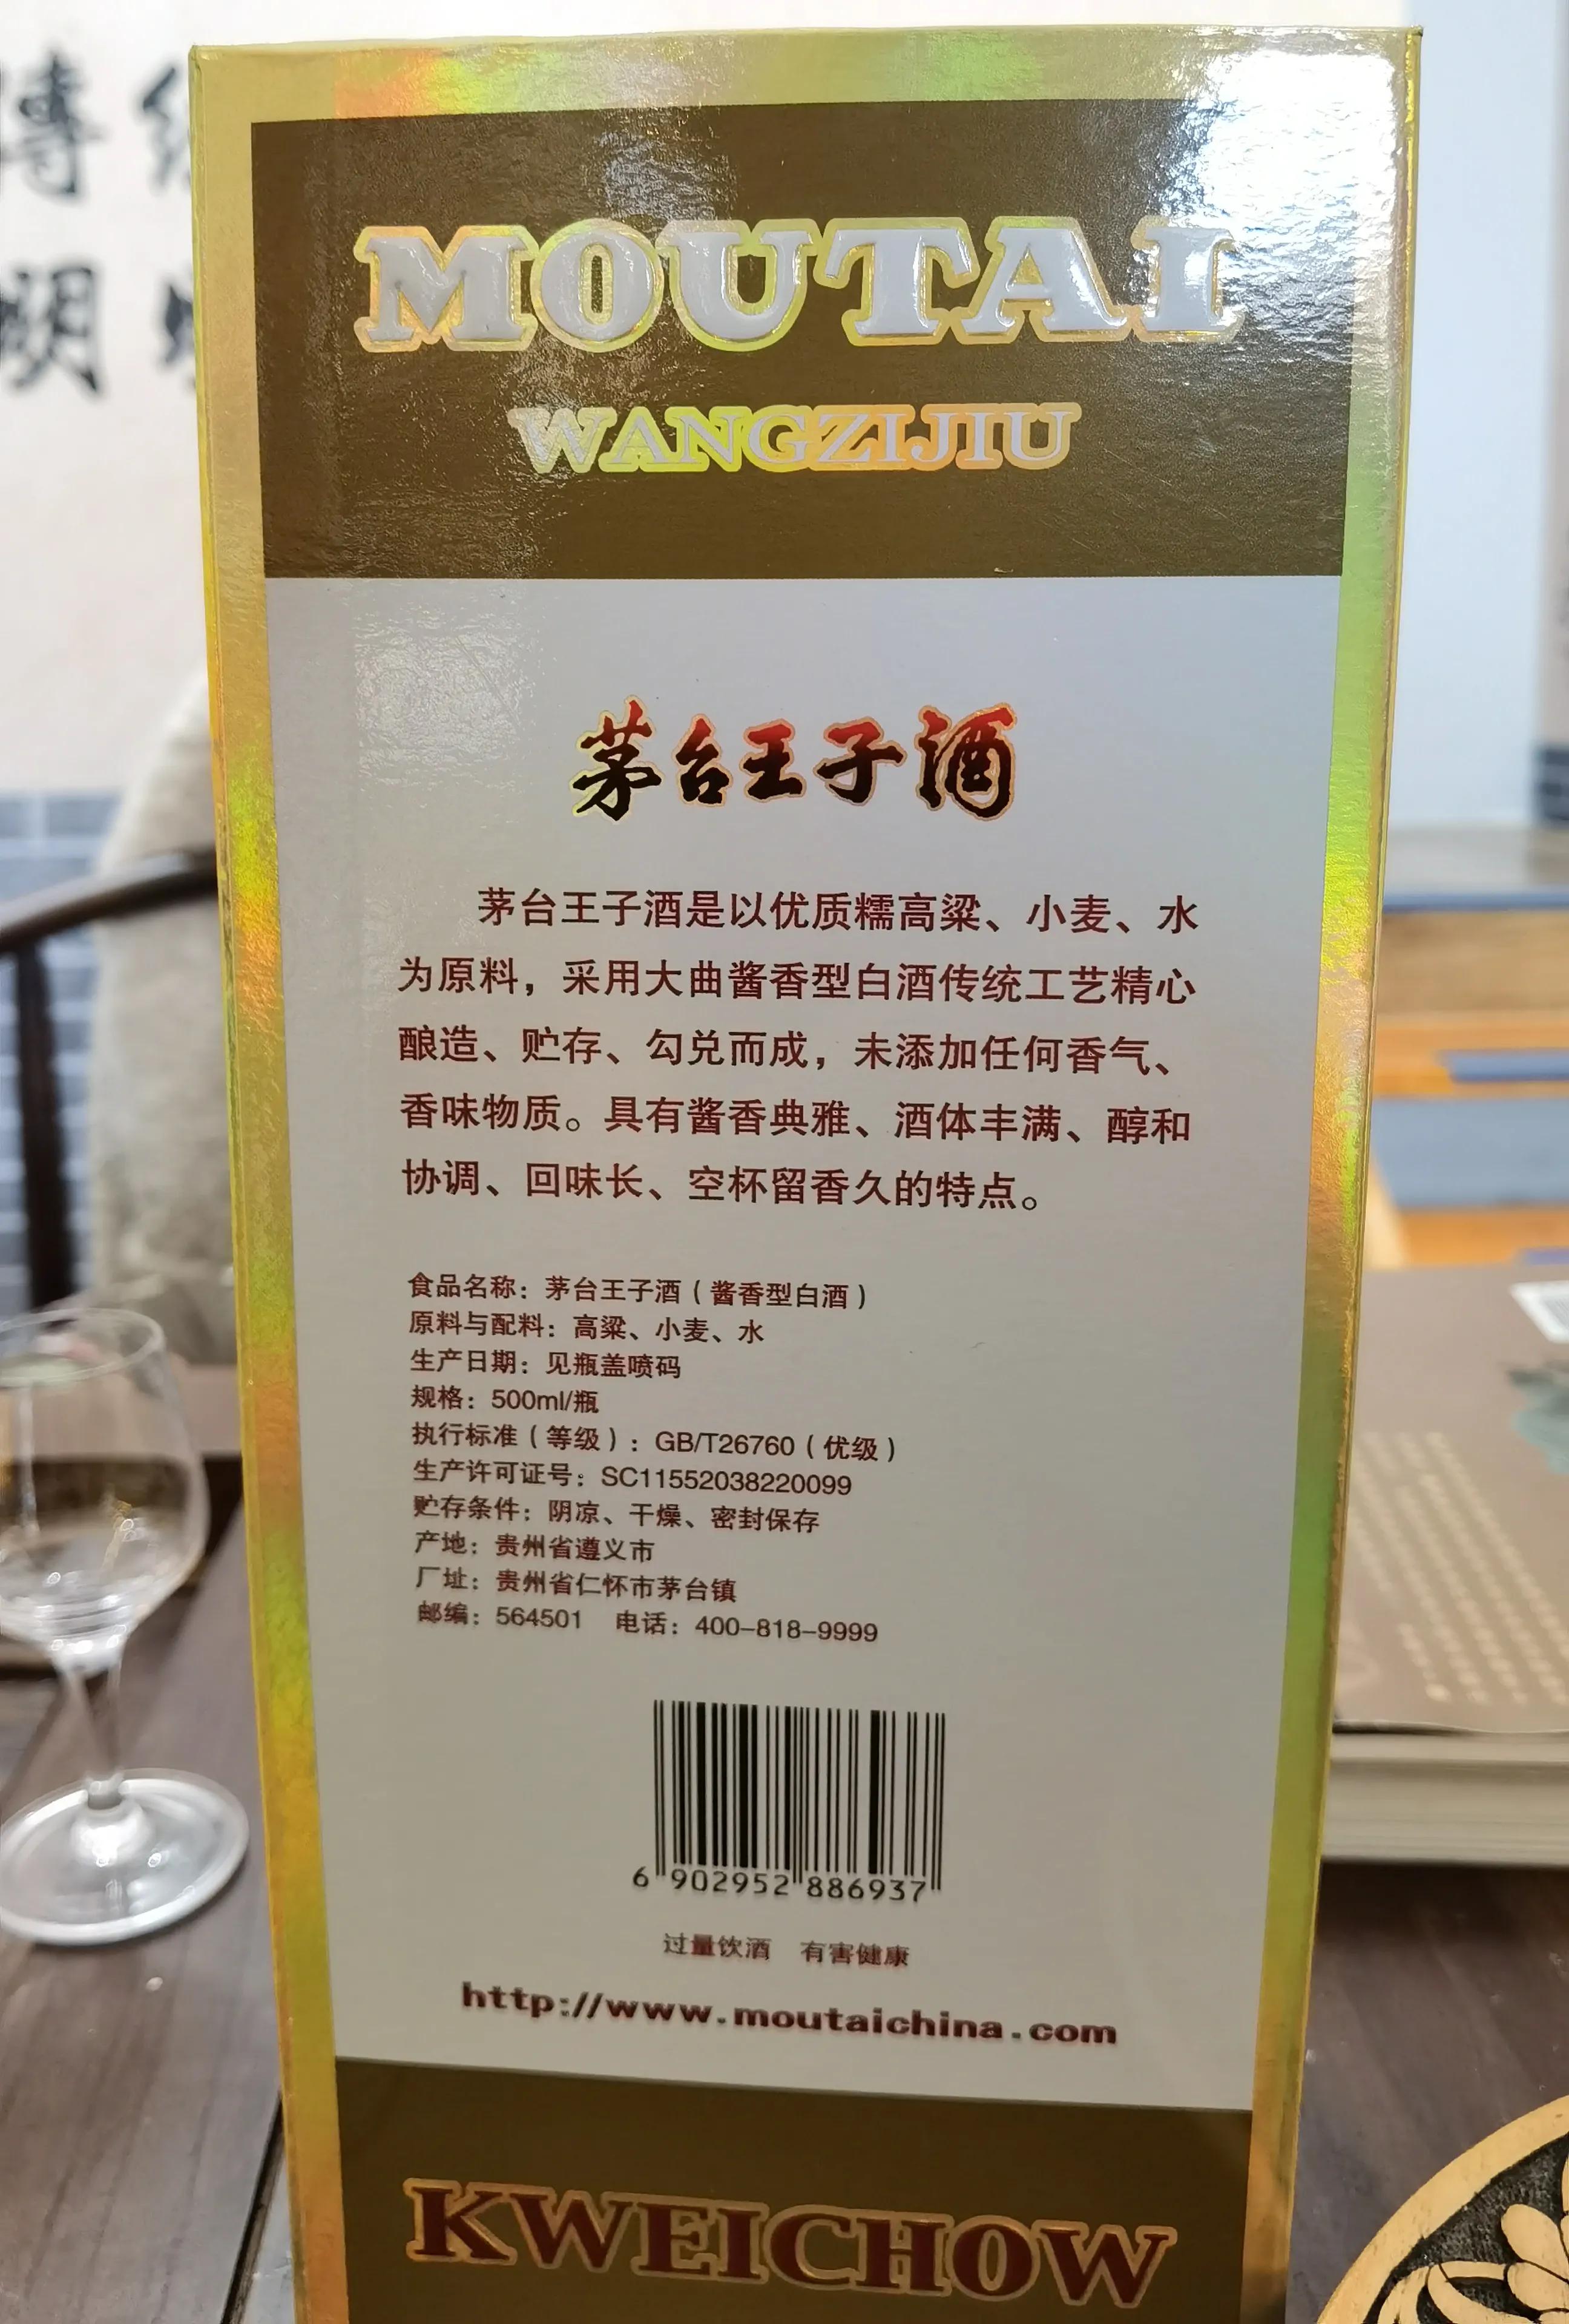 MOUTAI
WANGZIJIU
茅台王子酒
茅台王子酒是以优质糯高粱、小麦、水
为原料，采用大曲酱香型白酒传统工艺精心
酿造、贮存、勾兑而成，未添加任何香气、
香味物质。具有酱香典雅、酒体丰满、醇和
协调、回味长、空杯留香久的特点。
食品名称：茅台王子酒（酱香型白酒）
原料与配料：高粱、小麦、水
生产日期：见瓶盖喷码
规格：500ml/瓶
执行标准（等级）：GB/T26760（优级）
生产许可证号：SC11552038220099
贮存条件：阴凉、干燥、密封保存
产地：贵州省遵义市
厂址：贵州省仁怀市茅台镇
邮编：564501 电话：400-818-9999
6 902952 886937
过量饮酒 有害健康
http://www.moutaichina.com
KWEICHOW